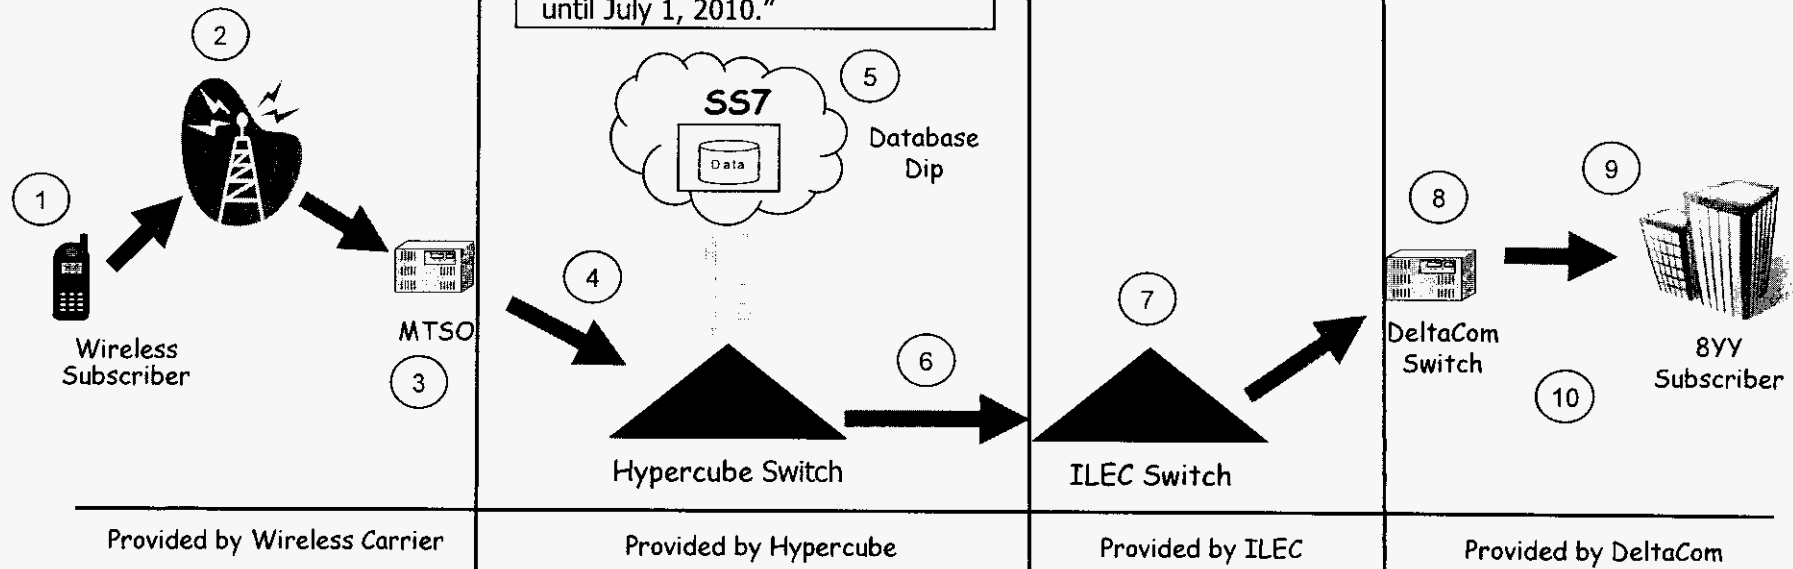 until July 1, 2010.”
2
5
SS7
Data
Database
Dip
1
9
8
4
7
MTSO
Wireless
Subscriber
3
6
DeltaCom
Switch
8YY
Subscriber
10
Hypercube Switch
ILEC Switch
Provided by Wireless Carrier
Provided by Hypercube
Provided by ILEC
Provided by DeltaCom